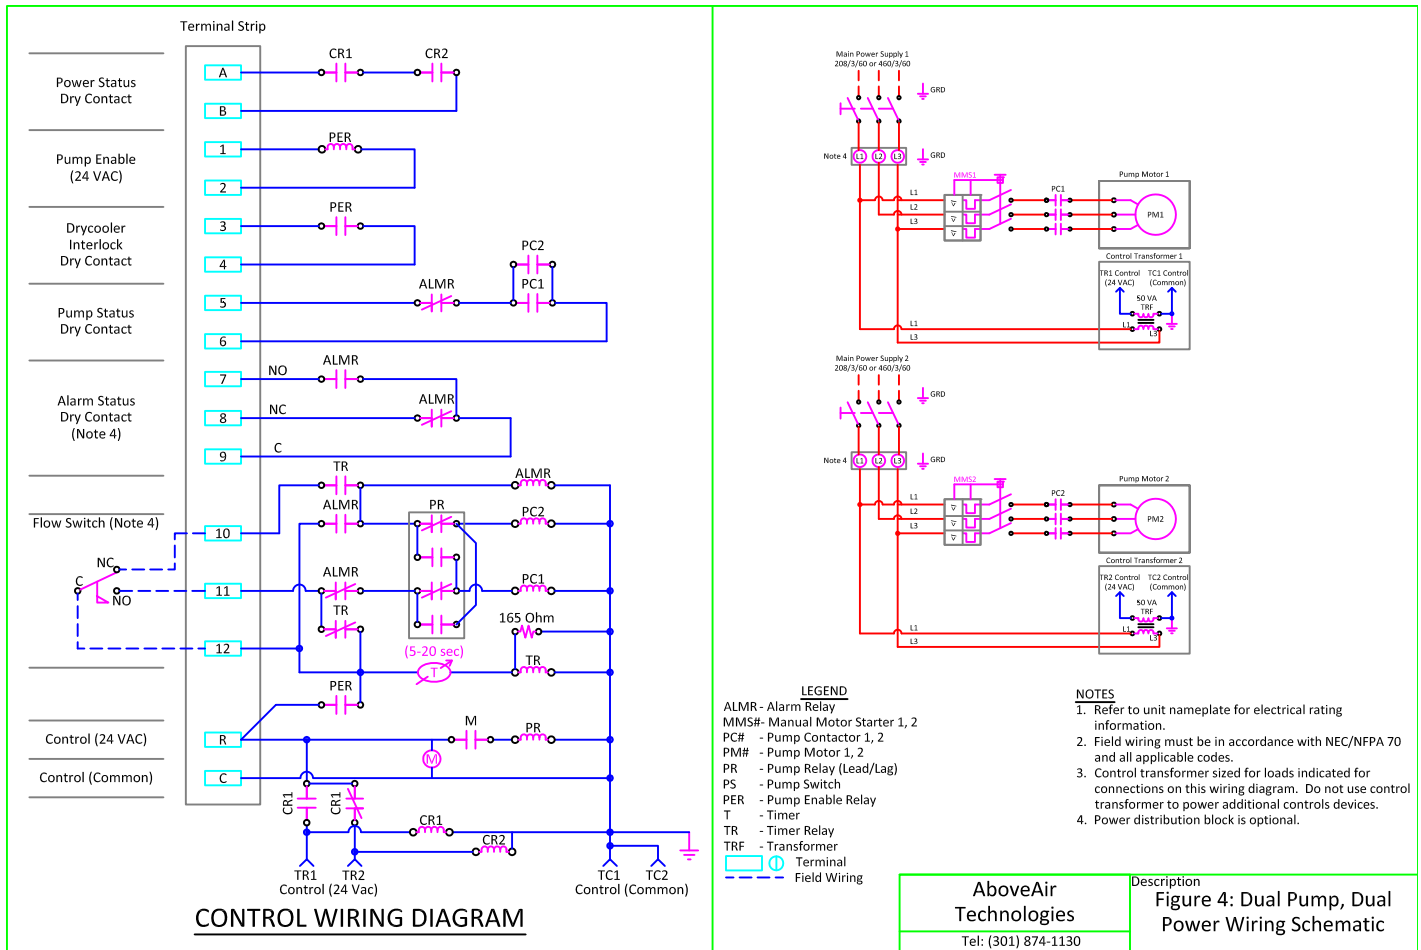 Terminal Strip
Power Status
Dry Contact
A
CR1
CR2
B
Pump Enable
(24 VAC)
1
PER
2
Drycooler
Interlock
Dry Contact
3
PER
4
Pump Status
Dry Contact
5
ALMR
PC2
PC1
6
Alarm Status
Dry Contact
(Note 4)
7
NO
ALMR
8
NC
ALMR
9
C
TR
ALMR
ALMR
PR
PC2
Flow Switch (Note 4)
10
NC
C
NO
11
ALMR
PC1
TR
165 Ohm
12
(5-20 sec)
T
TR
PER
Control (24 VAC)
R
M
PR
M
Control (Common)
C
CR1
CR1
CR1
CR2
TR1
TR2
Control (24 Vac)
TC1
TC2
Control (Common)
CONTROL WIRING DIAGRAM
Main Power Supply 1
208/3/60 or 460/3/60
GRD
Note 4
L1
L2
L3
GRD
MMS1
L1
L2
L3
PC1
Pump Motor 1
PM1
Control Transformer 1
TR1 Control
(24 VAC)
TC1 Control
(Common)
50 VA
TRF
L1
L3
L1
L3
Main Power Supply 2
208/3/60 or 460/3/60
GRD
Note 4
L1
L2
L3
GRD
MMS2
L1
L2
L3
PC2
Pump Motor 2
PM2
Control Transformer 2
TR2 Control
(24 VAC)
TC2 Control
(Common)
50 VA
TRF
L1
L3
L1
L3
LEGEND
ALMR - Alarm Relay
MMS#- Manual Motor Starter 1, 2
PC# - Pump Contactor 1, 2
PM# - Pump Motor 1, 2
PR - Pump Relay (Lead/Lag)
PS - Pump Switch
PER - Pump Enable Relay
T - Timer
TR - Timer Relay
TRF - Transformer
Terminal
Field Wiring
NOTES
1. Refer to unit nameplate for electrical rating
information.
2. Field wiring must be in accordance with NEC/NFPA 70
and all applicable codes.
3. Control transformer sized for loads indicated for
connections on this wiring diagram. Do not use control
transformer to power additional controls devices.
4. Power distribution block is optional.
AboveAir
Technologies
Tel: (301) 874-1130
Description
Figure 4: Dual Pump, Dual
Power Wiring Schematic